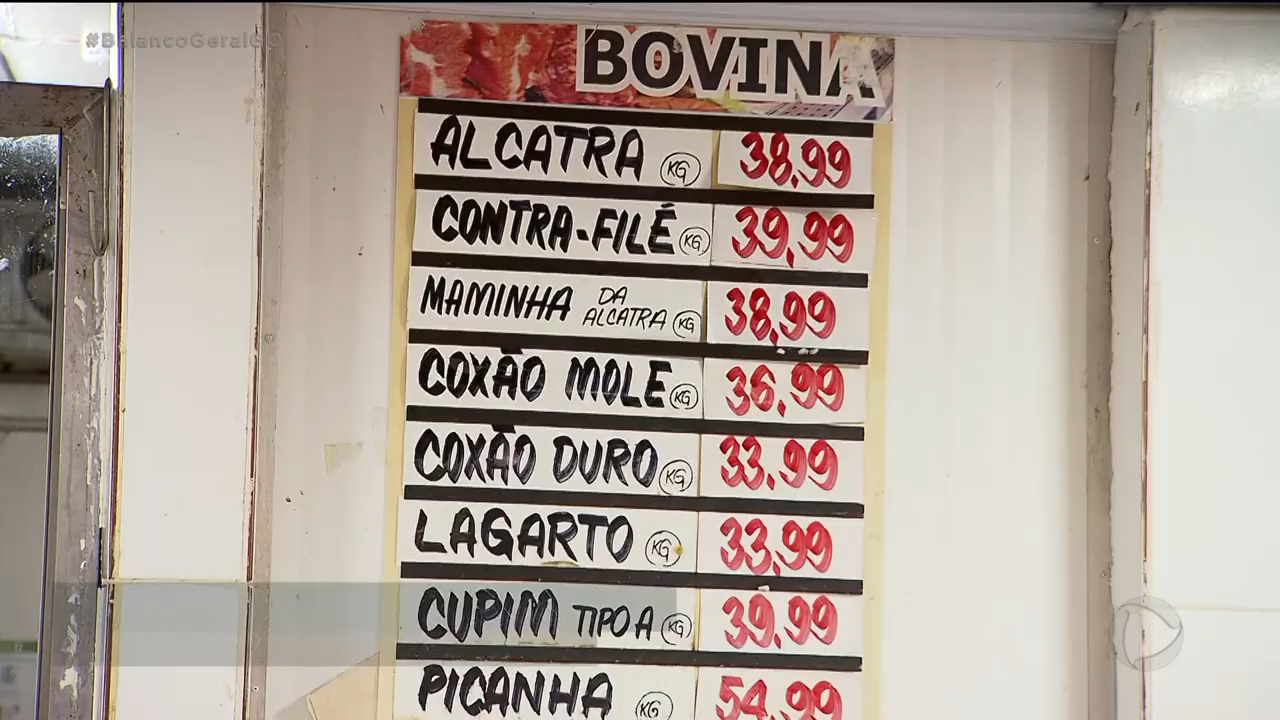 #BalancoGeralGO
BOVINA
ALCATRA KG 38,99
CONTRA-FILÉ KG 39,99
MAMINHA DA ALCATRA KG 38,99
COXÃO MOLE KG 36,99
COXÃO DURO KG 33,99
LAGARTO KG 33,99
CUPIM TIPO A KG 39,99
PICANHA KG 54,99